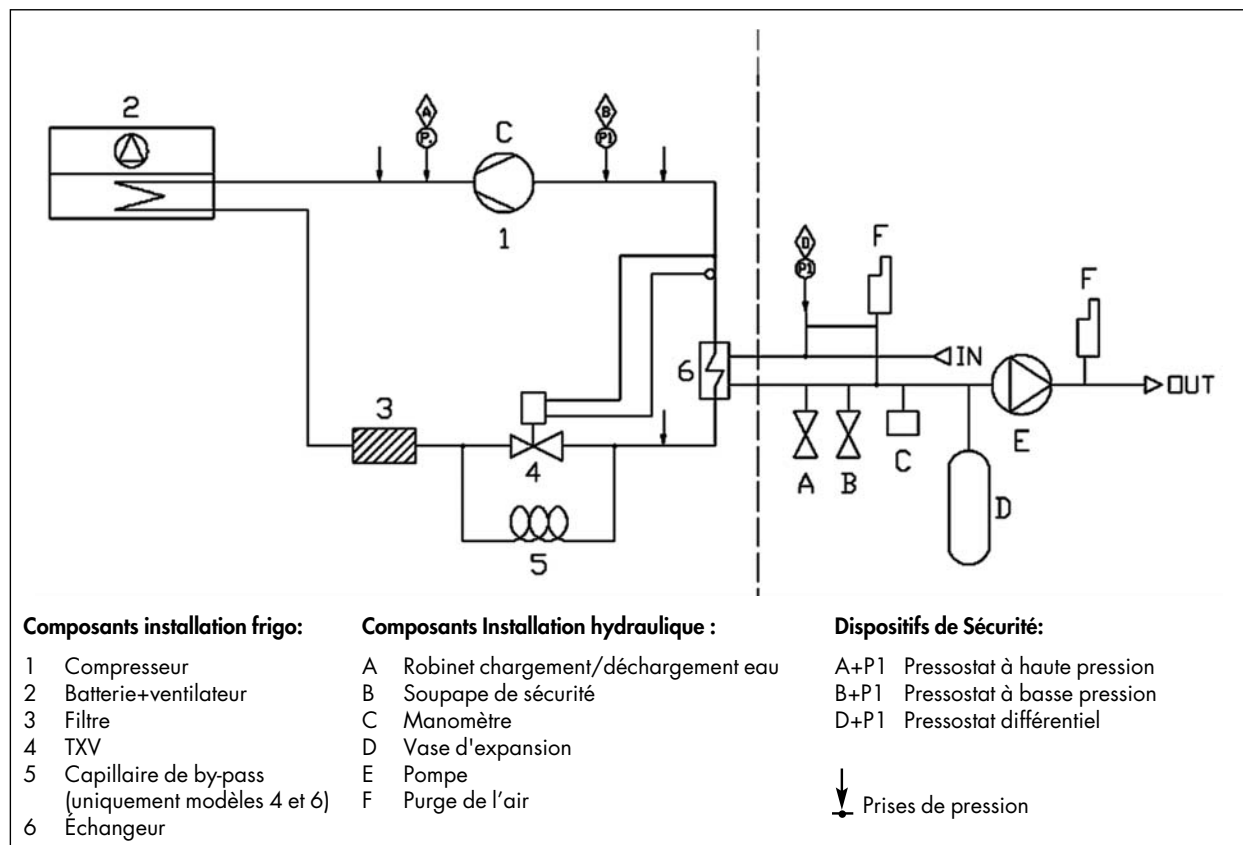 2
A
P.
C
B
P1
1
D
P1
F
F
6
IN
OUT
3
4
A
B
C
E
D
5
Composants installation frigo:
1 Compresseur
2 Batterie+ventilateur
3 Filtre
4 TXV
5 Capillaire de by-pass
(uniquement modèles 4 et 6)
6 Échangeur
Composants Installation hydraulique :
A Robinet chargement/déchargement eau
B Soupape de sécurité
C Manomètre
D Vase d'expansion
E Pompe
F Purge de l'air
Dispositifs de Sécurité:
A+P1 Pressostat à haute pression
B+P1 Pressostat à basse pression
D+P1 Pressostat différentiel
Prises de pression